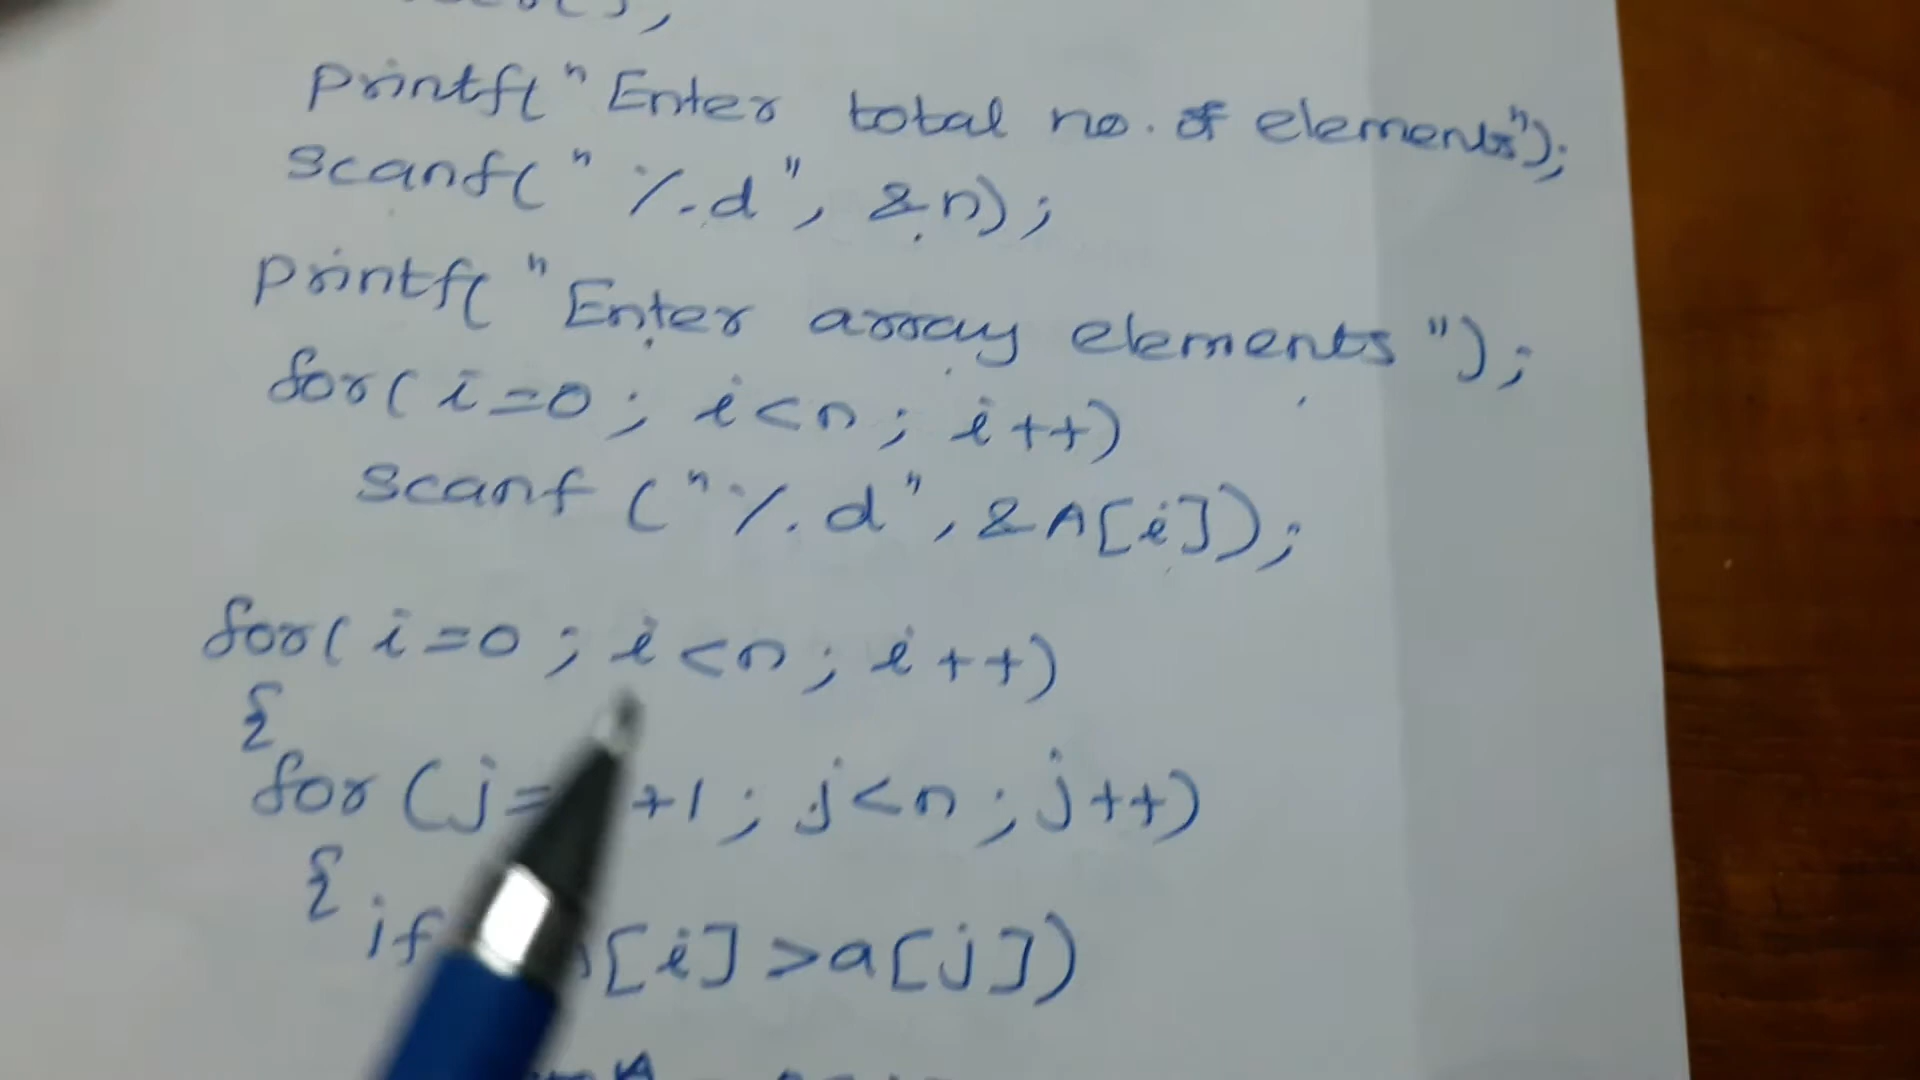 printf("Enter total no. of elements");
scanf("%d", &n);
printf("Enter array elements");
for(i=0; i<n; i++)
scanf("%d", &A[i]);
for(i=0; i<n; i++)
{
for(j= +1; j<n; j++)
{ if [i]>a[j])